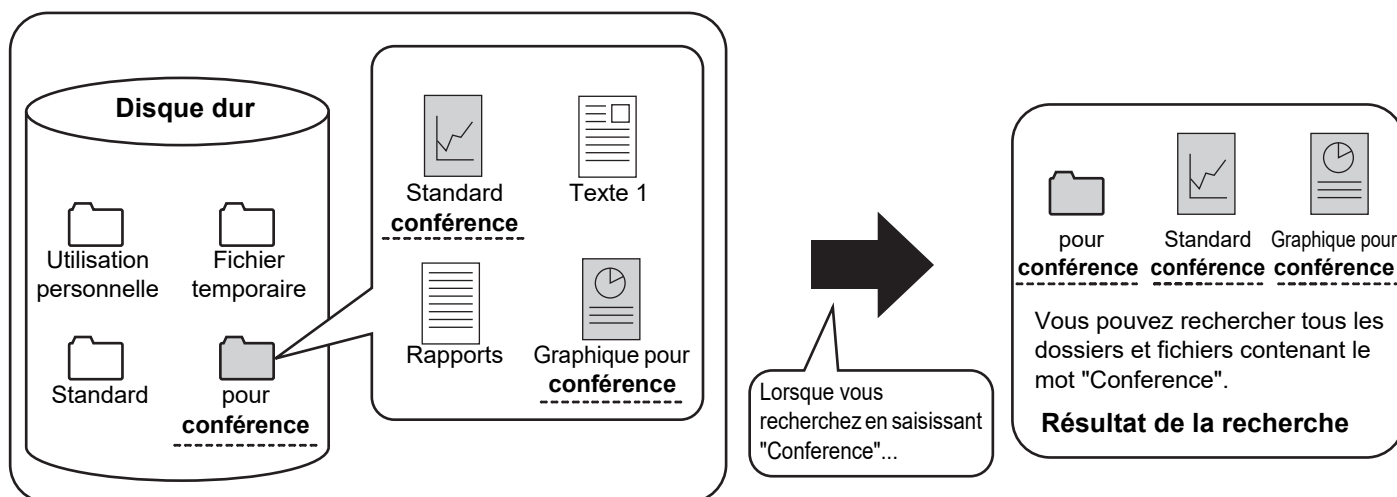 Disque dur
Utilisation
personnelle
Fichier
temporaire
Standard
pour
conférence
Standard
conférence
Texte 1
Rapports
Graphique pour
conférence
Lorsque vous
recherchez en saisissant
"Conference"...
pour
conférence
Standard
conférence
Graphique pour
conférence
Vous pouvez rechercher tous les
dossiers et fichiers contenant le
mot "Conference".
Résultat de la recherche